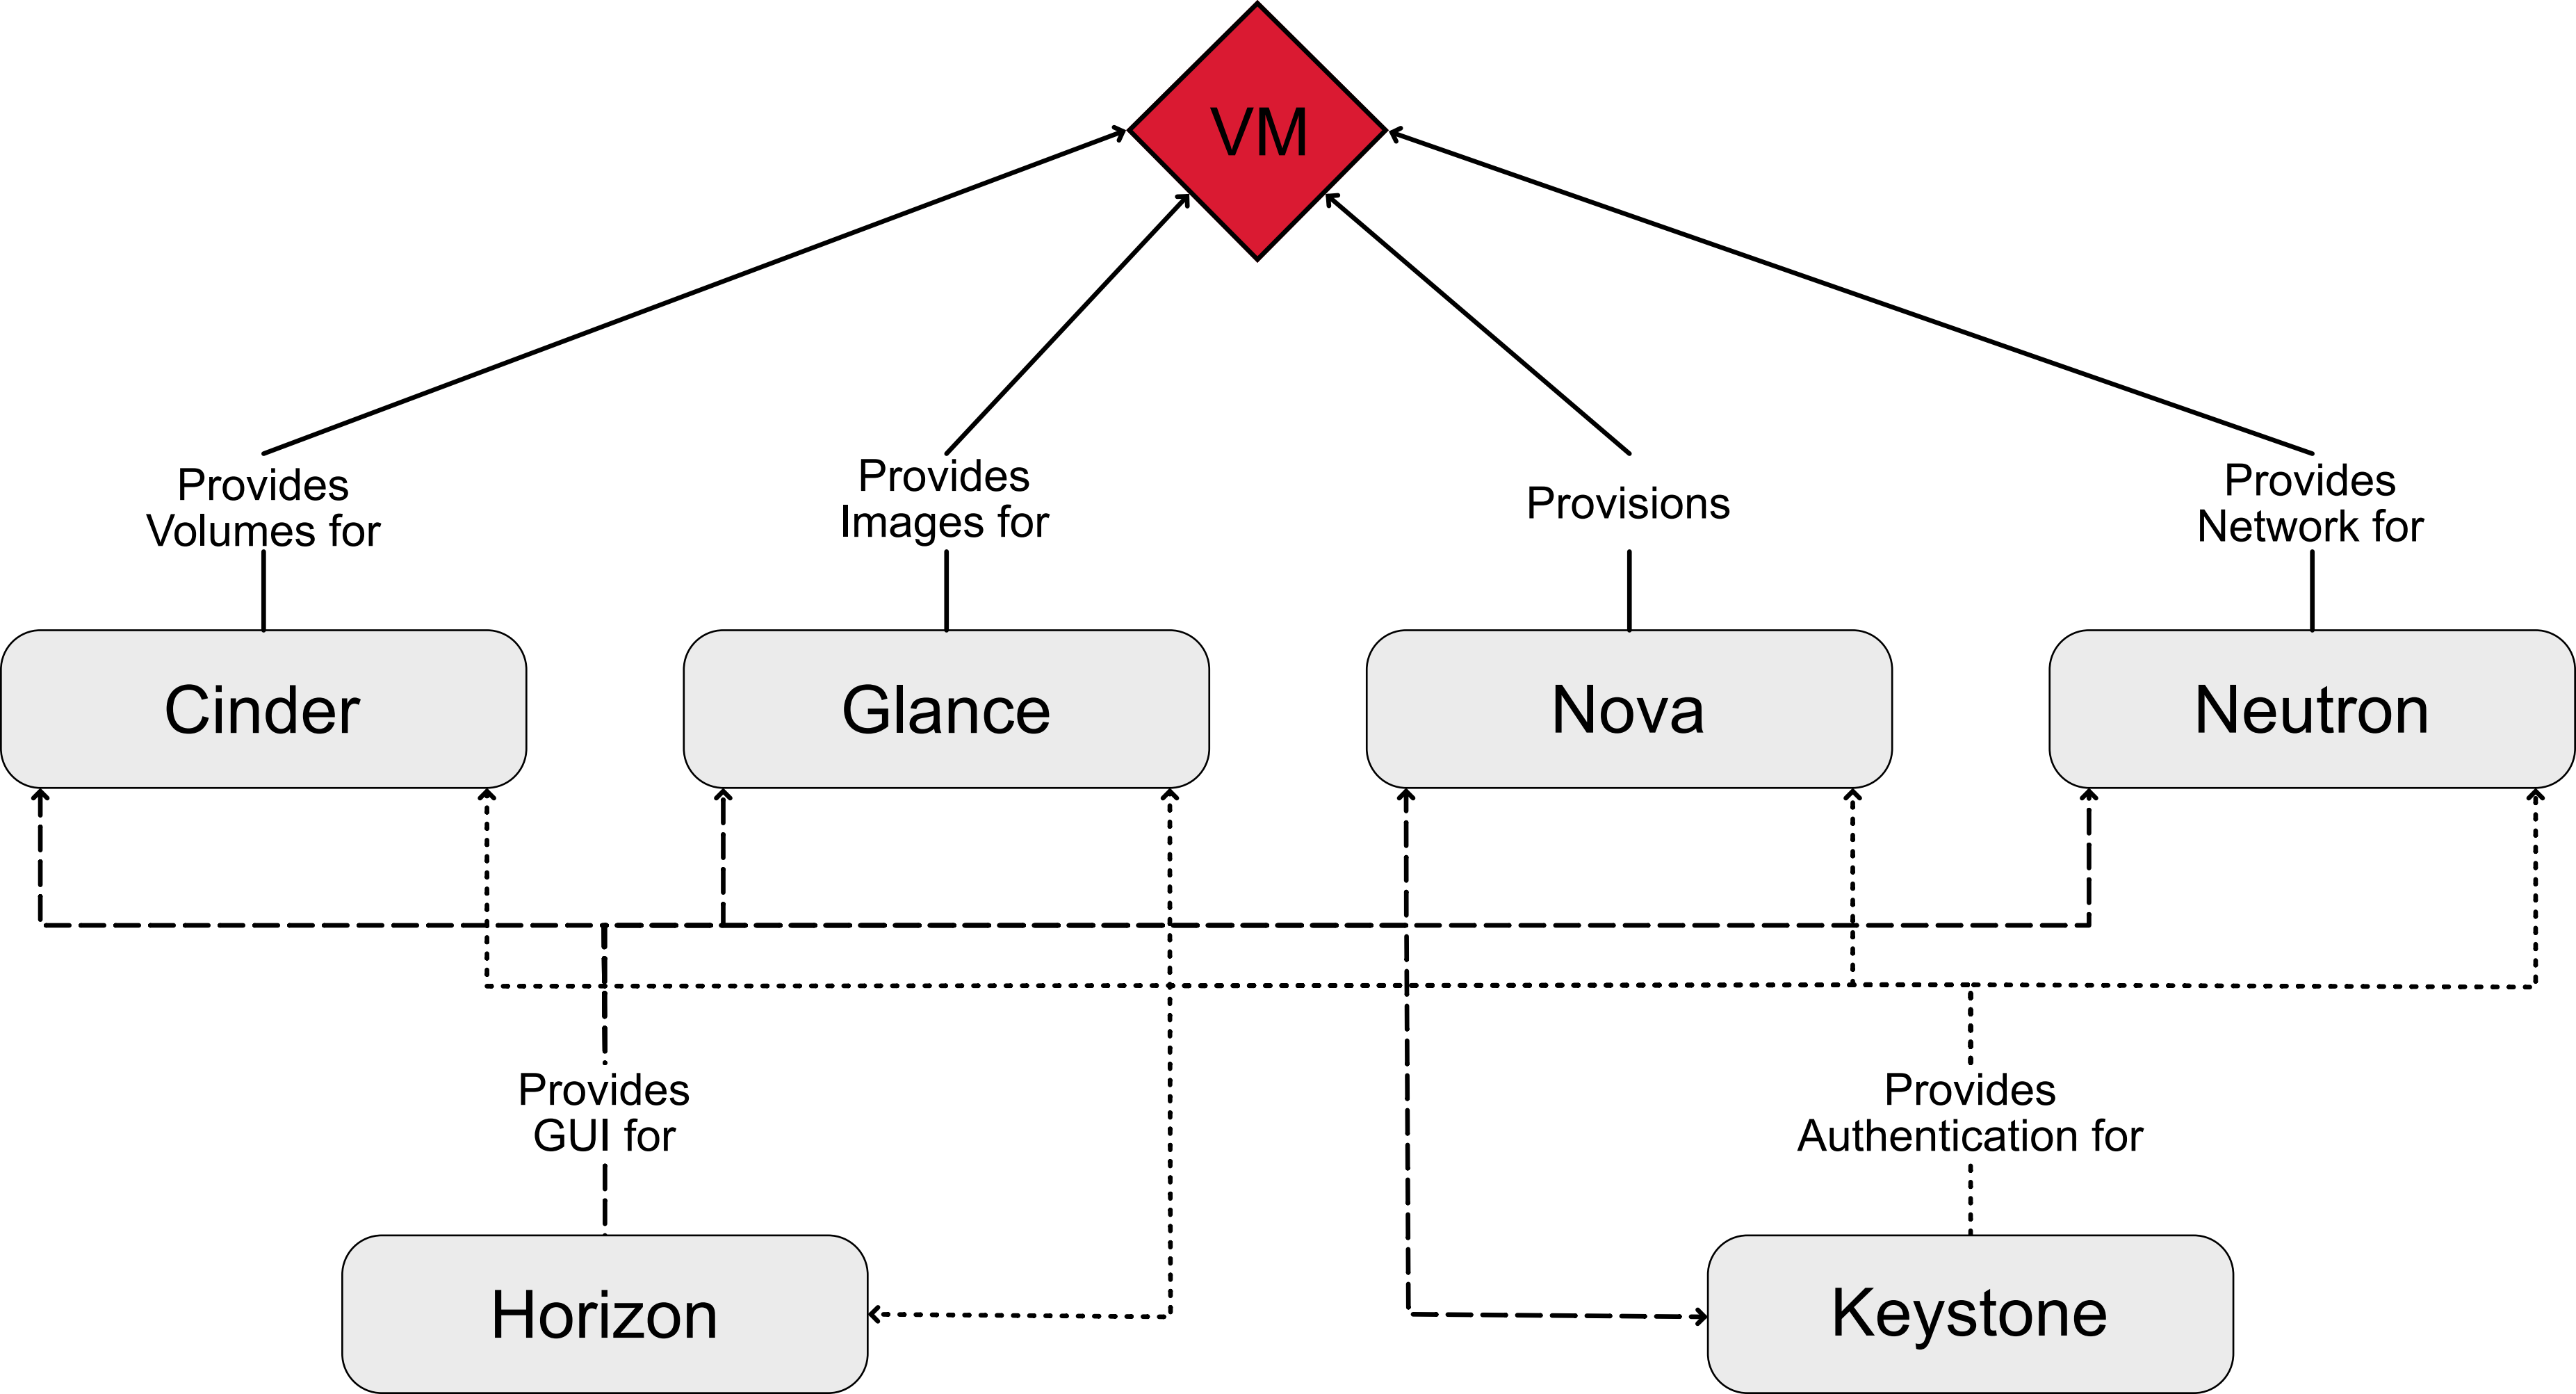 VM
Provides
Volumes for
Provides
Images for
Provisions
Provides
Network for
Cinder
Glance
Nova
Neutron
Provides
GUI for
Provides
Authentication for
Horizon
Keystone